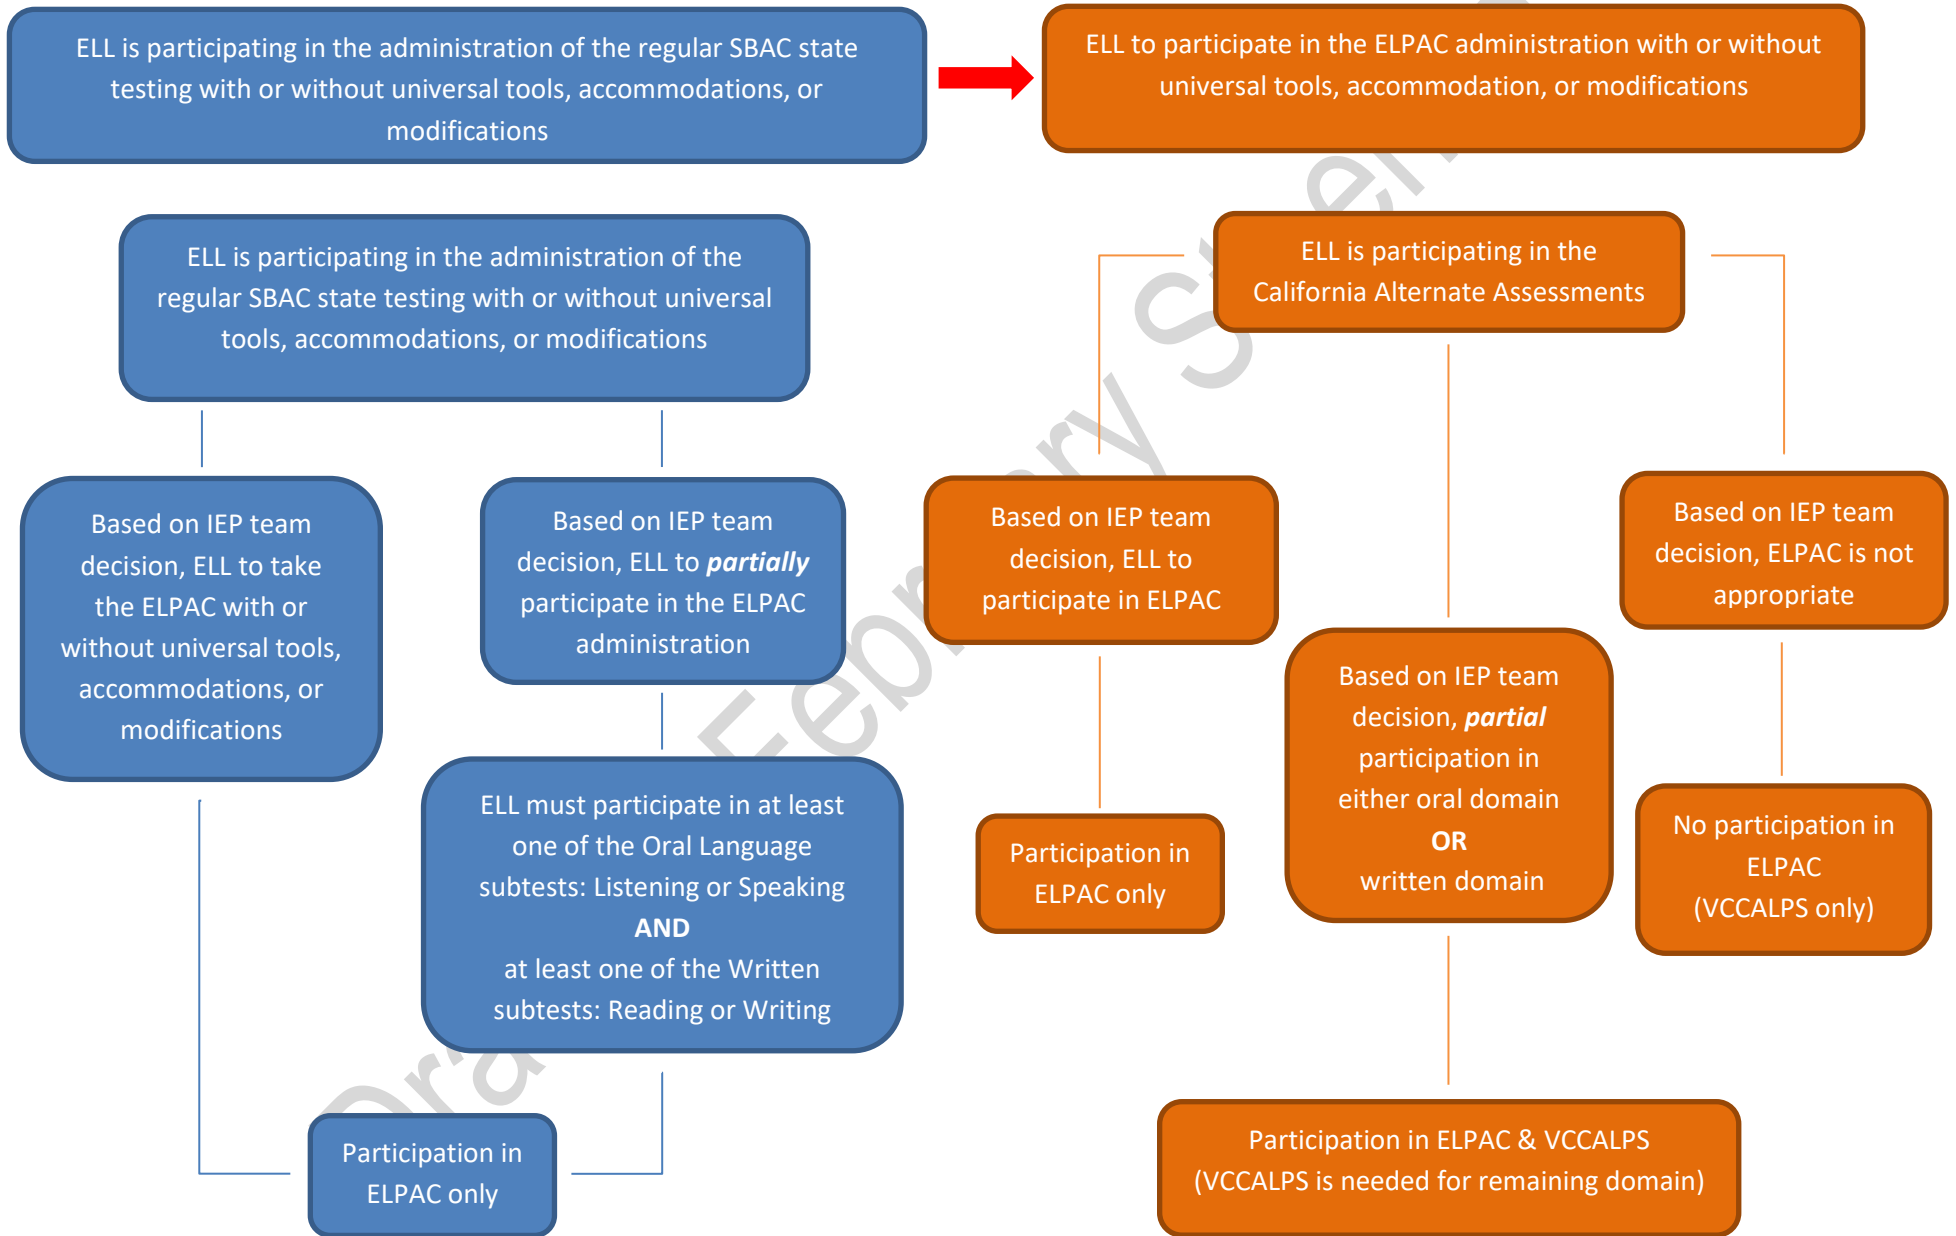 ELL is participating in the administration of the regular SBAC state
testing with or without universal tools, accommodations, or
modifications
ELL to participate in the ELPAC administration with or without
universal tools, accommodation, or modifications
ELL is participating in the administration of the
regular SBAC state testing with or without universal
tools, accommodations, or modifications
ELL is participating in the
California Alternate Assessments
Based on IEP team
decision, ELL to take
the ELPAC with or
without universal tools,
accommodations, or
modifications
Based on IEP team
decision, ELL to partially
participate in the ELPAC
administration
Based on IEP team
decision, ELL to
participate in ELPAC
Based on IEP team
decision, partial
participation in
either oral domain
OR
written domain
Based on IEP team
decision, ELPAC is not
appropriate
ELL must participate in at least
one of the Oral Language
subtests: Listening or Speaking
AND
at least one of the Written
subtests: Reading or Writing
Participation in
ELPAC only
No participation in
ELPAC
(VCCALPS only)
Participation in
ELPAC only
Participation in ELPAC & VCCALPS
(VCCALPS is needed for remaining domain)